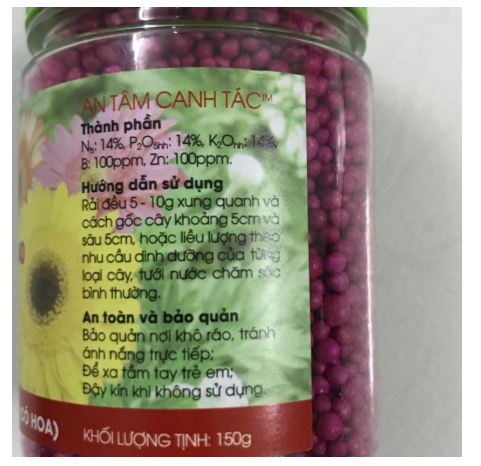 AN TÂM CANH TÁC™
Thành phần
Nts: 14%, P2O5hh: 14%, K2Ohh: 14%,
B: 100ppm, Zn: 100ppm.
Hướng dẫn sử dụng
Rải đều 5 - 10g xung quanh và
cách gốc cây khoảng 5cm và
sâu 5cm, hoặc liều lượng theo
nhu cầu dinh dưỡng của từng
loại cây, tưới nước chăm sóc
bình thường.
An toàn và bảo quản
Bảo quản nơi khô ráo, tránh
ánh nắng trực tiếp;
Để xa tầm tay trẻ em;
Đậy kín khi không sử dụng.
HOA)
KHỐI LƯỢNG TỊNH: 150g